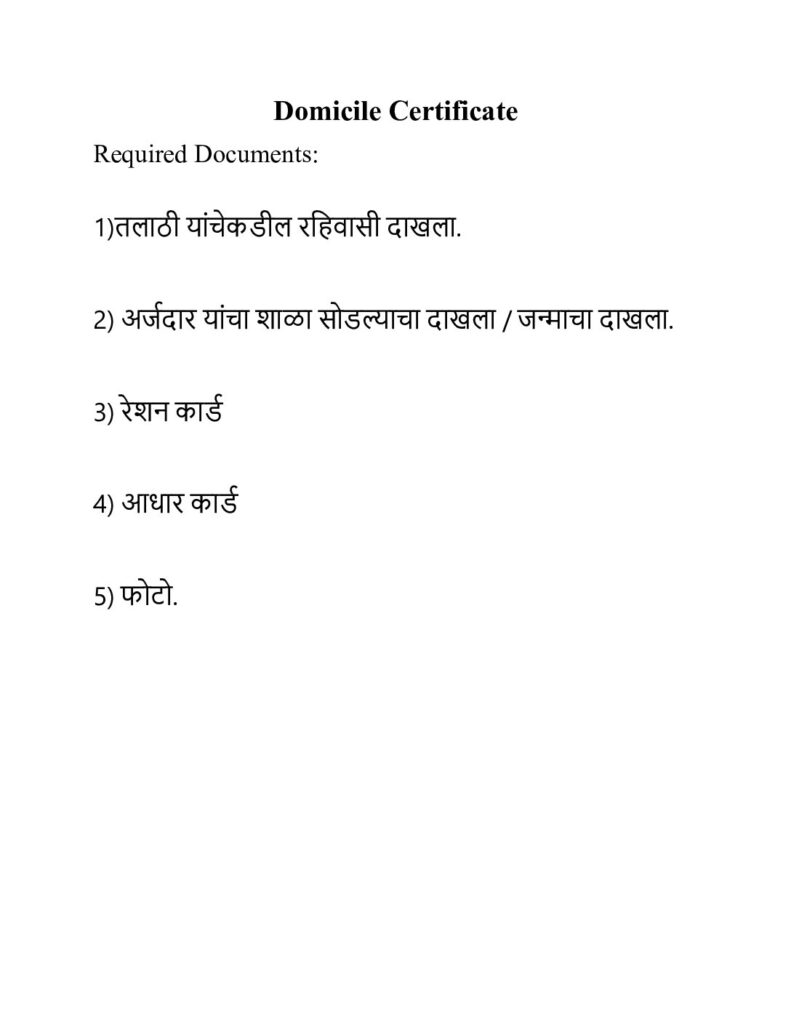 Domicile Certificate
Required Documents:
1)तलाठी यांचेकडील रहिवासी दाखला.
2) अर्जदार यांचा शाळा सोडल्याचा दाखला / जन्माचा दाखला.
3) रेशन कार्ड
4) आधार कार्ड
5) फोटो.